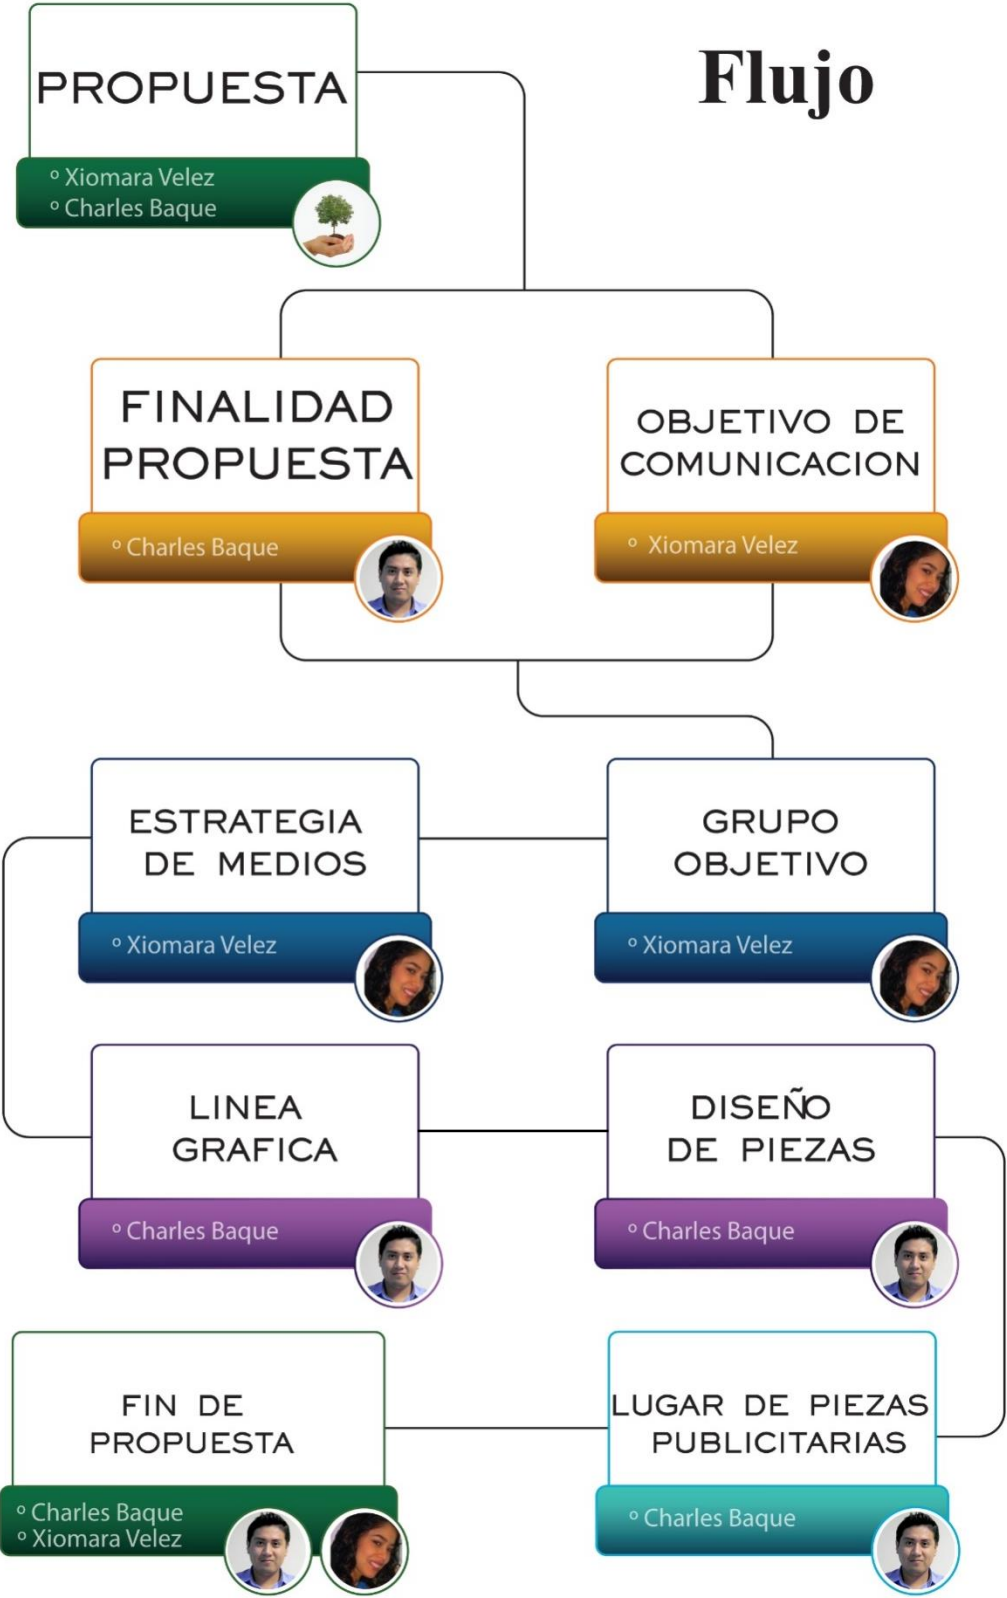 Flujo
PROPUESTA
º Xiomara Velez
º Charles Baque
FINALIDAD
PROPUESTA
º Charles Baque
OBJETIVO DE
COMUNICACION
º Xiomara Velez
ESTRATEGIA
DE MEDIOS
º Xiomara Velez
GRUPO
OBJETIVO
º Xiomara Velez
LINEA
GRAFICA
º Charles Baque
DISEÑO
DE PIEZAS
º Charles Baque
FIN DE
PROPUESTA
º Charles Baque
º Xiomara Velez
LUGAR DE PIEZAS
PUBLICITARIAS
º Charles Baque